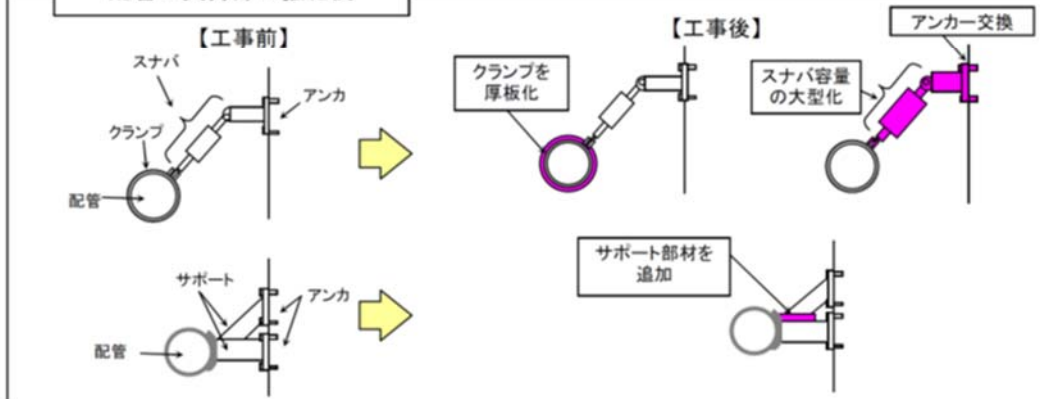 【工事前】
スナバ
アンカ
クランプ
配管
【工事後】
クランプを
厚板化
アンカー交換
スナバ容量
の大型化
サポート
アンカ
配管
サポート部材を
追加